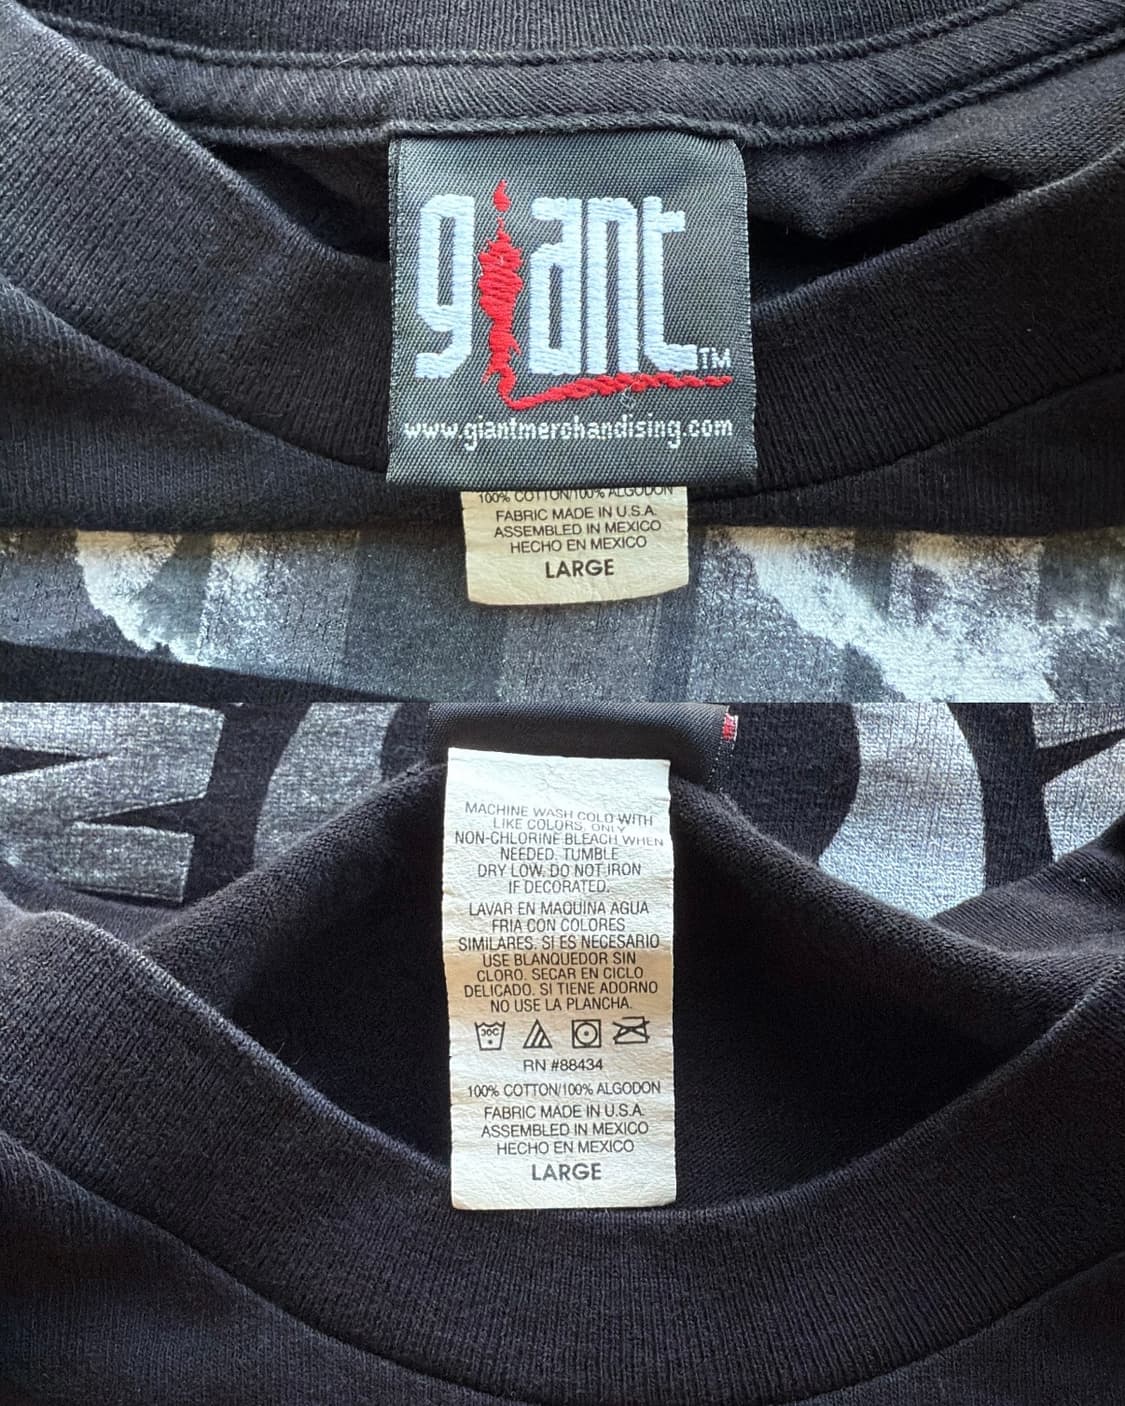 giant TM
www.giantmerchandising.com
100% COTTON/100% ALGODON
FABRIC MADE IN U.S.A.
ASSEMBLED IN MEXICO
HECHO EN MEXICO
LARGE
MACHINE WASH COLD WITH
LIKE COLORS, ONLY
NON-CHLORINE BLEACH WHEN
NEEDED. TUMBLE
DRY LOW. DO NOT IRON
IF DECORATED.
LAVAR EN MAQUINA AGUA
FRIA CON COLORES
SIMILARES. SI ES NECESARIO
USE BLANQUEDOR SIN
CLORO. SECAR EN CICLO
DELICADO. SI TIENE ADORNO
NO USE LA PLANCHA.
30C
RN #88434
100% COTTON/100% ALGODON
FABRIC MADE IN U.S.A.
ASSEMBLED IN MEXICO
HECHO EN MEXICO
LARGE